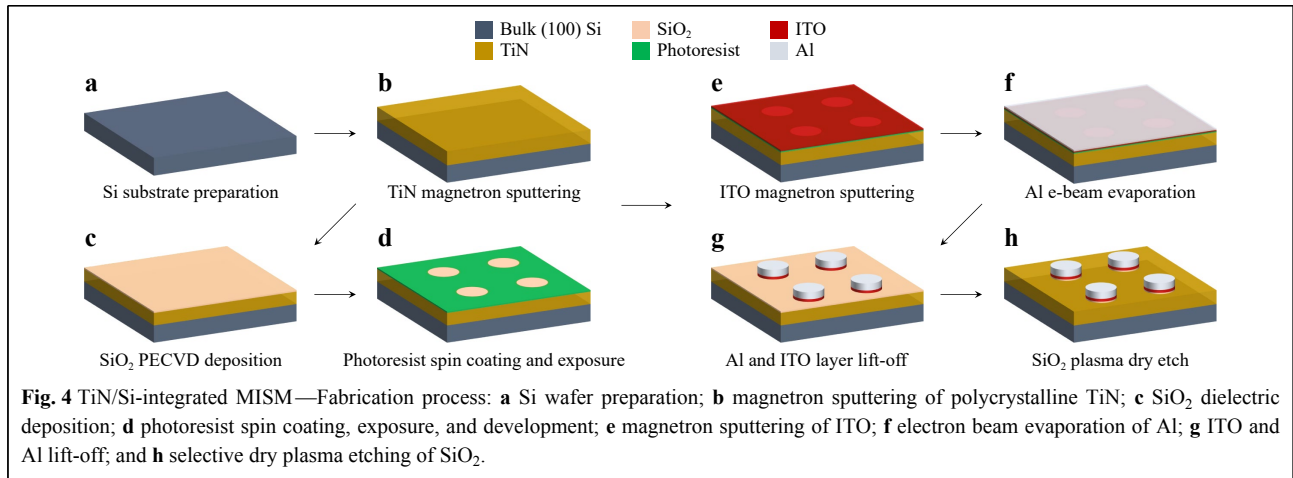 Bulk (100) Si
SiO₂
ITO
TiN
Photoresist
Al
a
Si substrate preparation
b
TiN magnetron sputtering
c
SiO₂ PECVD deposition
d
Photoresist spin coating and exposure
e
ITO magnetron sputtering
f
Al e-beam evaporation
g
Al and ITO layer lift-off
h
SiO₂ plasma dry etch
Fig. 4 TiN/Si-integrated MISM—Fabrication process: a Si wafer preparation; b magnetron sputtering of polycrystalline TiN; c SiO₂ dielectric
deposition; d photoresist spin coating, exposure, and development; e magnetron sputtering of ITO; f electron beam evaporation of Al; g ITO and
Al lift-off; and h selective dry plasma etching of SiO₂.